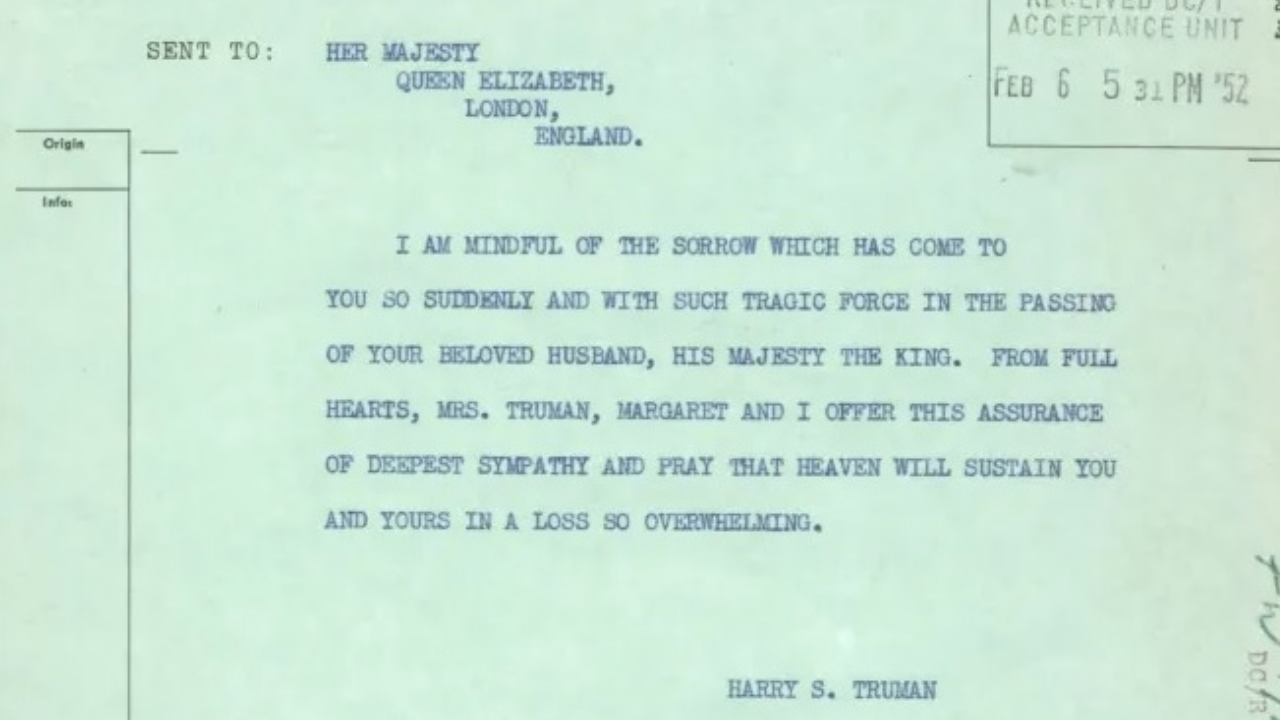 RECEIVED DC/T
ACCEPTANCE UNIT
FEB 6 5 31 PM '52
SENT TO: HER MAJESTY
QUEEN ELIZABETH,
LONDON,
ENGLAND.
Origin
Info:
I AM MINDFUL OF THE SORROW WHICH HAS COME TO
YOU SO SUDDENLY AND WITH SUCH TRAGIC FORCE IN THE PASSING
OF YOUR BELOVED HUSBAND, HIS MAJESTY THE KING. FROM FULL
HEARTS, MRS. TRUMAN, MARGARET AND I OFFER THIS ASSURANCE
OF DEEPEST SYMPATHY AND PRAY THAT HEAVEN WILL SUSTAIN YOU
AND YOURS IN A LOSS SO OVERWHELMING.
HARRY S. TRUMAN
DC/R